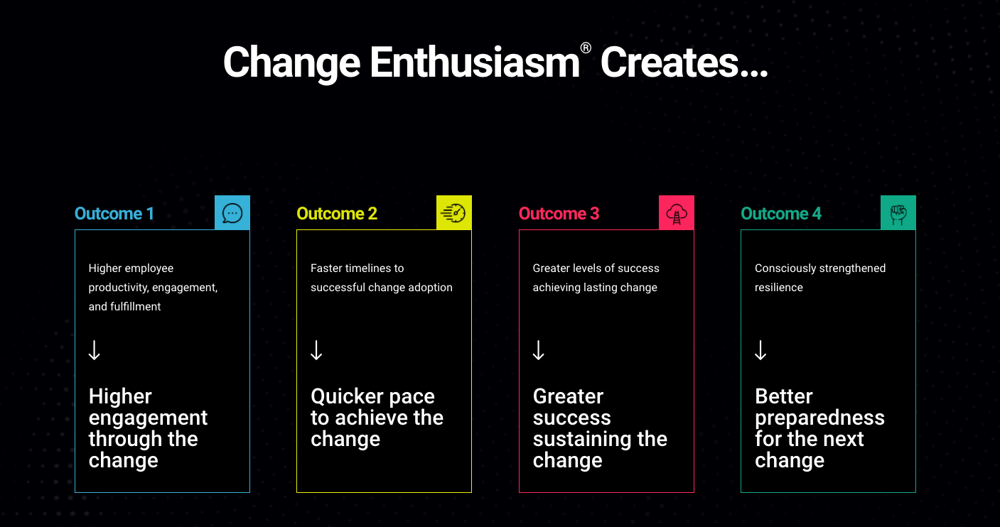 Change Enthusiasm® Creates...
Outcome 1
Higher employee
productivity, engagement,
and fulfillment
Higher
engagement
through the
change
Outcome 2
Faster timelines to
successful change adoption
Quicker pace
to achieve the
change
Outcome 3
Greater levels of success
achieving lasting change
Greater
success
sustaining the
change
Outcome 4
Consciously strengthened
resilience
Better
preparedness
for the next
change